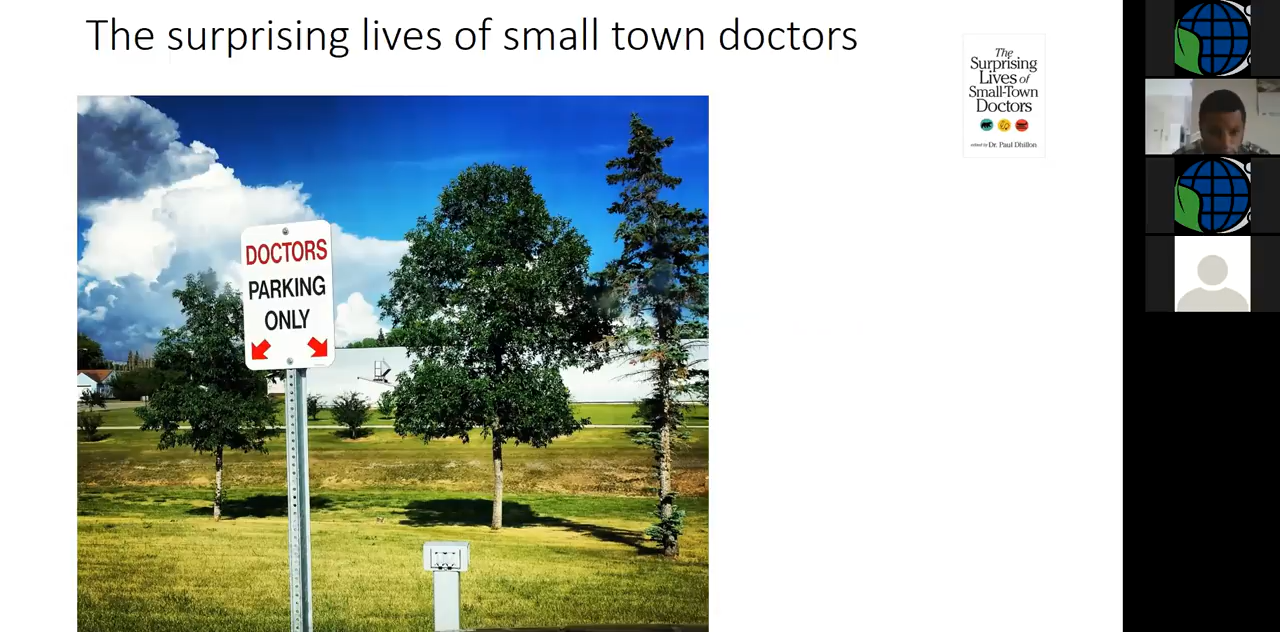 The surprising lives of small town doctors
The
Surprising
Lives of
Small-Town
Doctors
edited by Dr. Paul Dhillon
DOCTORS
PARKING
ONLY